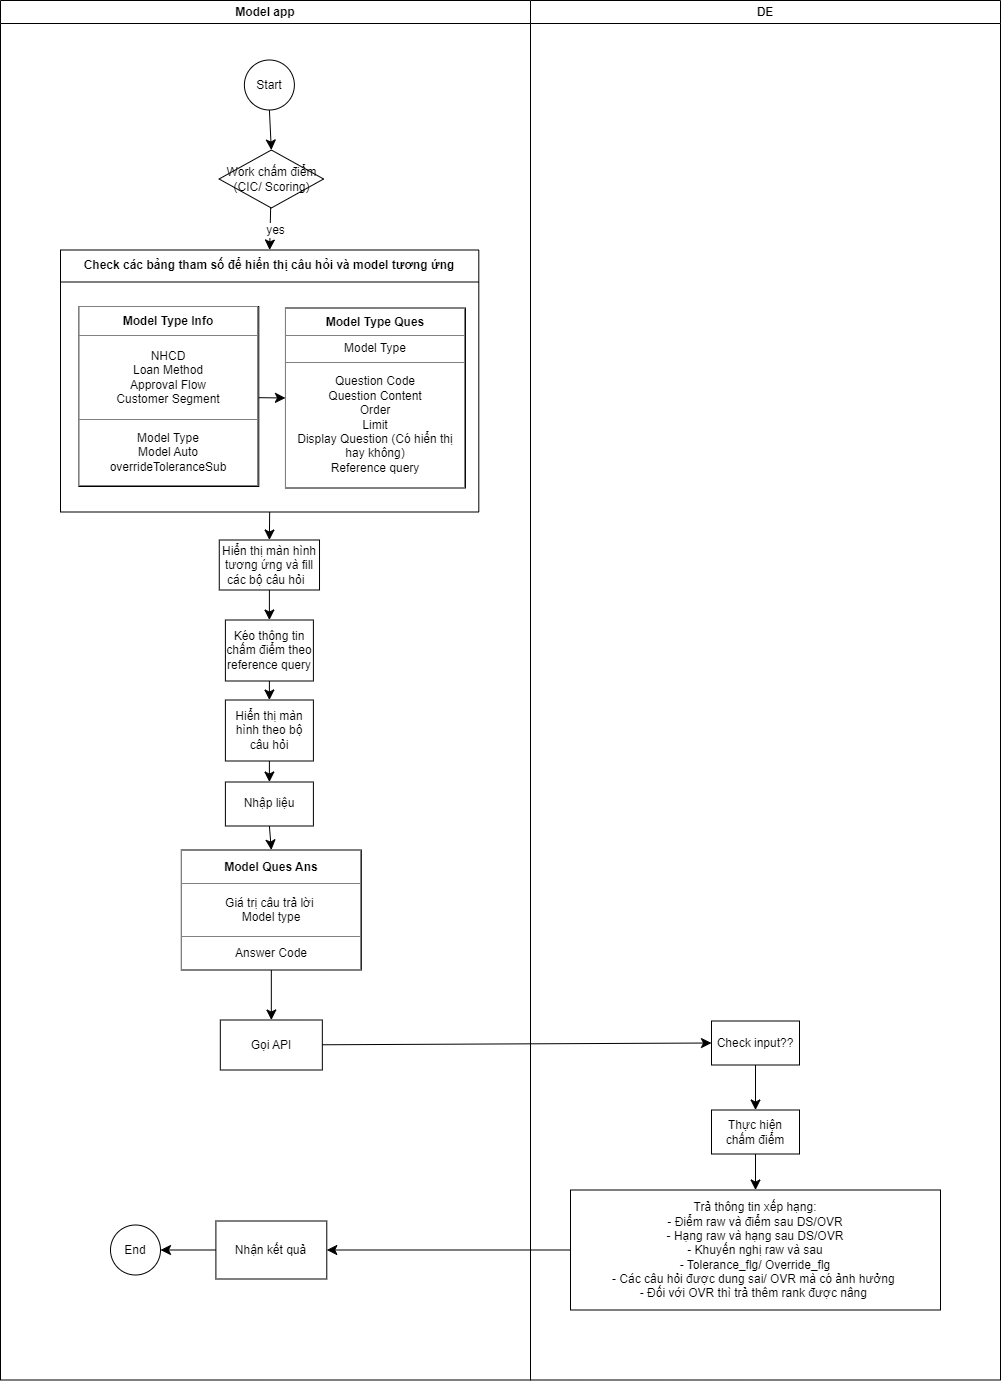 Model app
DE
Start
Work chấm điểm
(CIC/ Scoring)
yes
Check các bảng tham số để hiển thị câu hỏi và model tương ứng
Model Type Info
NHCD
Loan Method
Approval Flow
Customer Segment
Model Type
Model Auto
overrideToleranceSub
Model Type Ques
Model Type
Question Code
Question Content
Order
Limit
Display Question (Có hiển thị
hay không)
Reference query
Hiển thị màn hình
tương ứng và fill
các bộ câu hỏi
Kéo thông tin
chấm điểm theo
reference query
Hiển thị màn
hình theo bộ
câu hỏi
Nhập liệu
Model Ques Ans
Giá trị câu trả lời
Model type
Answer Code
Gọi API
Check input??
Thực hiện
chấm điểm
Trả thông tin xếp hạng:
- Điểm raw và điểm sau DS/OVR
- Hạng raw và hạng sau DS/OVR
- Khuyến nghị raw và sau
- Tolerance_flg/ Override_flg
- Các câu hỏi được dung sai/ OVR mà có ảnh hưởng
- Đối với OVR thì trả thêm rank được nâng
Nhận kết quả
End